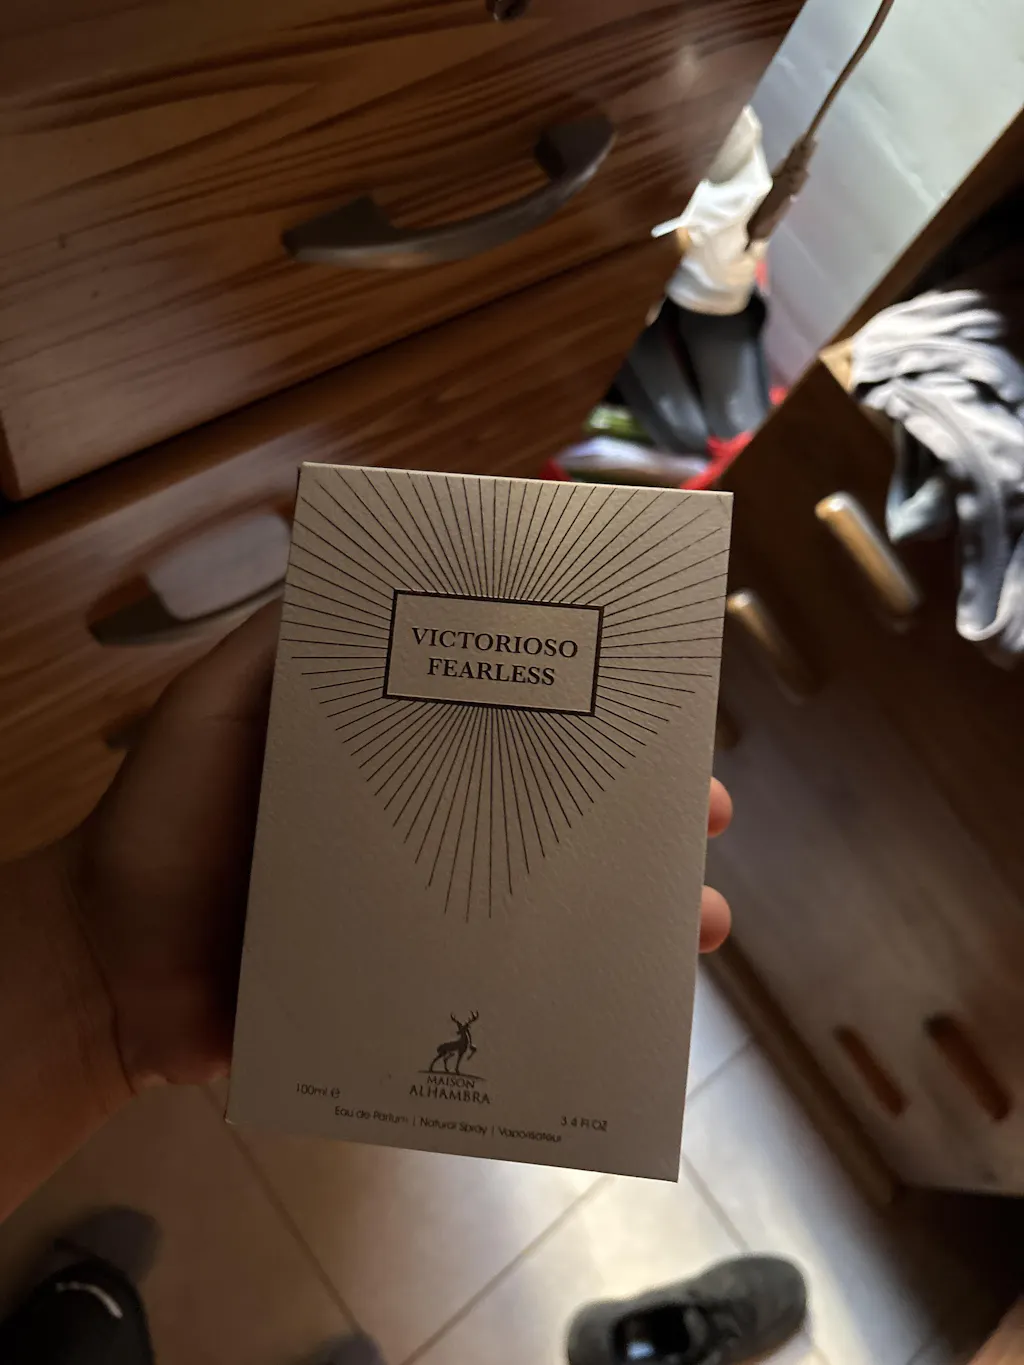 VICTORIOSO
FEARLESS
MAISON
ALHAMBRA
100ml ℮
3.4 Fl OZ
Eau de Parfum | Natural Spray | Vaporisateur